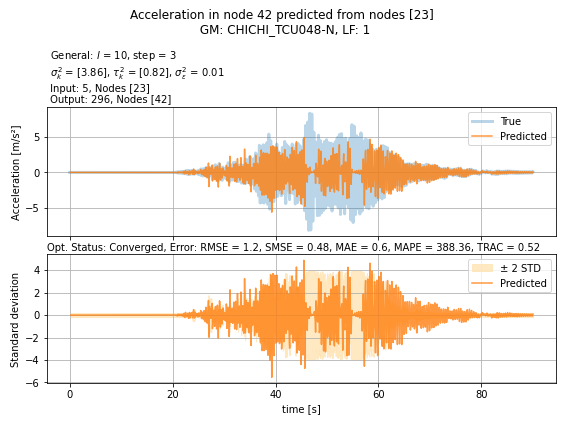 Acceleration in node 42 predicted from nodes [23]
GM: CHICHI_TCU048-N, LF: 1
General: l = 10, step = 3
σ²ₖ = [3.86], τ²ₖ = [0.82], σ²ε = 0.01
Input: 5, Nodes [23]
Output: 296, Nodes [42]
Acceleration [m/s²]
5
0
−5
True
Predicted
Opt. Status: Converged, Error: RMSE = 1.2, SMSE = 0.48, MAE = 0.6, MAPE = 388.36, TRAC = 0.52
Standard deviation
4
2
0
−2
−4
−6
± 2 STD
Predicted
0 20 40 60 80
time [s]